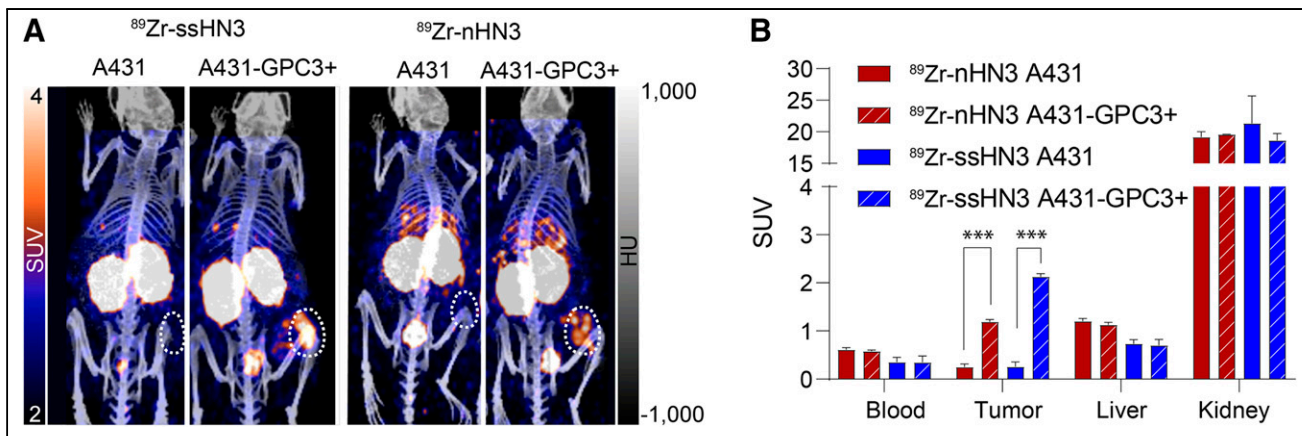 A
⁸⁹Zr-ssHN3
⁸⁹Zr-nHN3
A431
A431-GPC3+
A431
A431-GPC3+
4
SUV
2
1,000
HU
-1,000
B
⁸⁹Zr-nHN3 A431
⁸⁹Zr-nHN3 A431-GPC3+
⁸⁹Zr-ssHN3 A431
⁸⁹Zr-ssHN3 A431-GPC3+
SUV
30
25
20
15
4
3
2
1
0
***
***
Blood
Tumor
Liver
Kidney